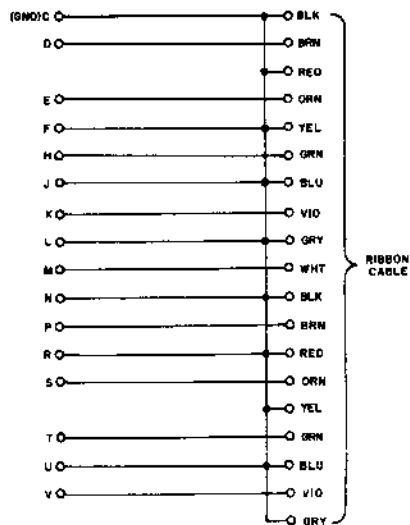 (GND)C BLK
D BRN
RED
E ORN
F YEL
H GRN
J BLU
K VIO
L GRY
M WHT
N BLK
P BRN
R RED
S ORN
YEL
T GRN
U BLU
V VIO
GRY
RIBBON
CABLE